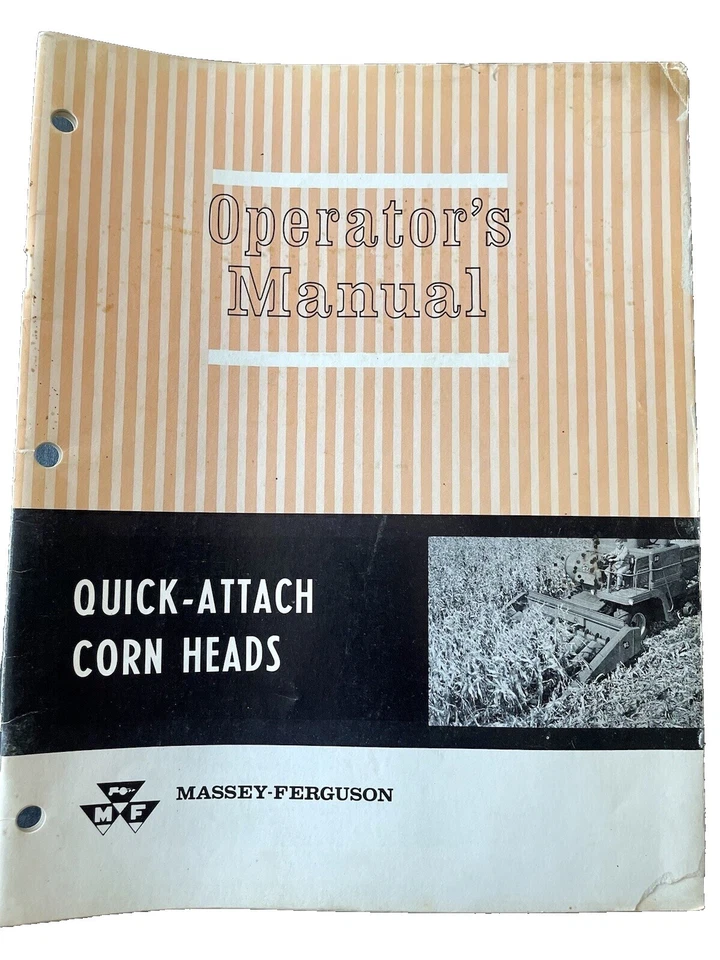 Operator's
Manual
QUICK-ATTACH
CORN HEADS
MF
MASSEY-FERGUSON